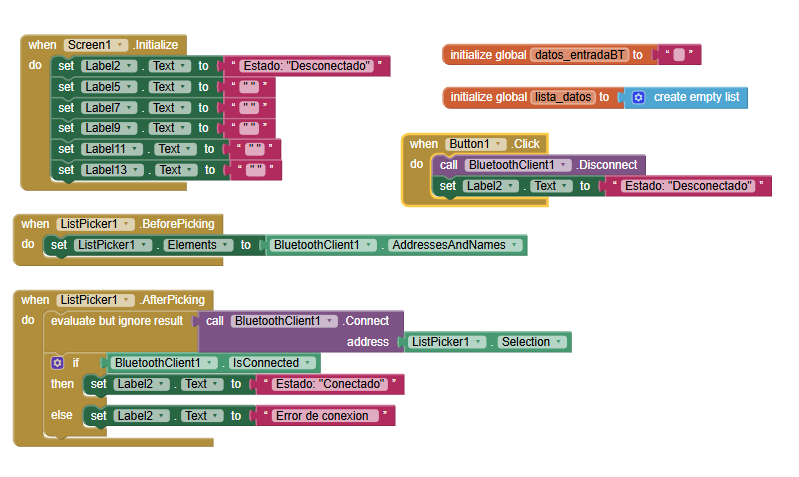 when Screen1 .Initialize
do set Label2 . Text to " Estado: "Desconectado" "
set Label5 . Text to " " " "
set Label7 . Text to " " " "
set Label9 . Text to " " " "
set Label11 . Text to " " " "
set Label13 . Text to " " " "
initialize global datos_entradaBT to " "
initialize global lista_datos to create empty list
when Button1 .Click
do call BluetoothClient1 .Disconnect
set Label2 . Text to " Estado: "Desconectado" "
when ListPicker1 .BeforePicking
do set ListPicker1 . Elements to BluetoothClient1 . AddressesAndNames
when ListPicker1 .AfterPicking
do evaluate but ignore result call BluetoothClient1 .Connect
address ListPicker1 . Selection
if BluetoothClient1 . IsConnected
then set Label2 . Text to " Estado: "Conectado" "
else set Label2 . Text to " Error de conexion "